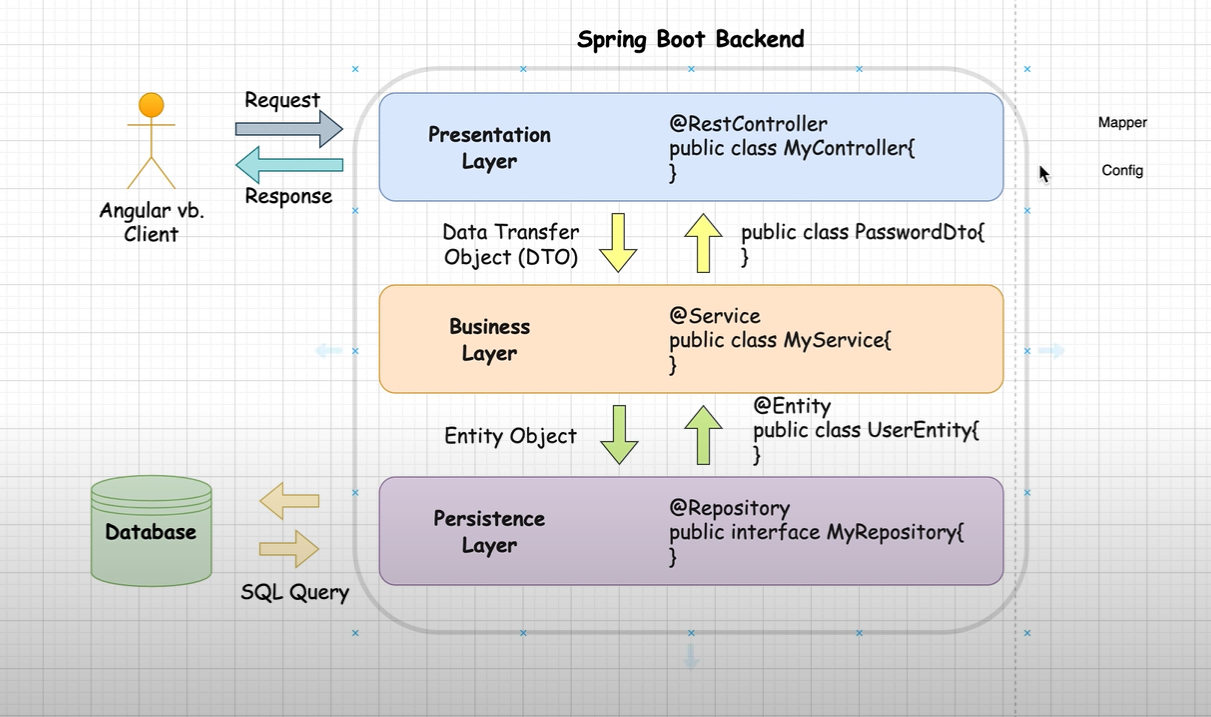 Spring Boot Backend
Request
Response
Angular vb.
Client
Presentation
Layer
@RestController
public class MyController{
}
Mapper
Config
Data Transfer
Object (DTO)
public class PasswordDto{
}
Business
Layer
@Service
public class MyService{
}
Entity Object
@Entity
public class UserEntity{
}
Database
SQL Query
Persistence
Layer
@Repository
public interface MyRepository{
}